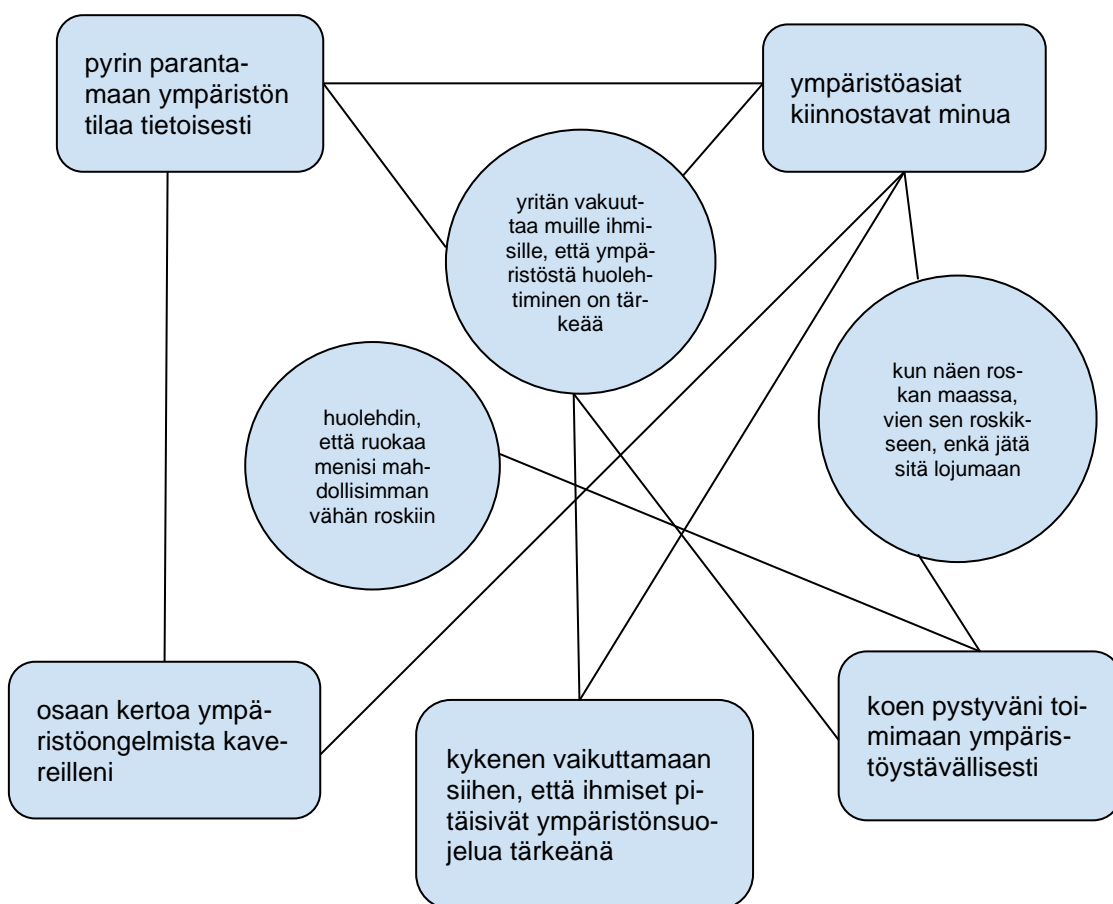 pyrin paranta-
maan ympäristön
tilaa tietoisesti
ympäristöasiat
kiinnostavat minua
yritän vakuut-
taa muille ihmi-
sille, että ympä-
ristöstä huoleh-
timinen on tär-
keää
kun näen ros-
kan maassa,
vien sen roskik-
seen, enkä jätä
sitä lojumaan
huolehdin,
että ruokaa
menisi mah-
dollisimman
vähän roskiin
osaan kertoa ympä-
ristöongelmista kave-
reilleni
kykenen vaikuttamaan
siihen, että ihmiset pi-
täisivät ympäristönsuo-
jelua tärkeänä
koen pystyväni toi-
mimaan ympäris-
töystävällisesti